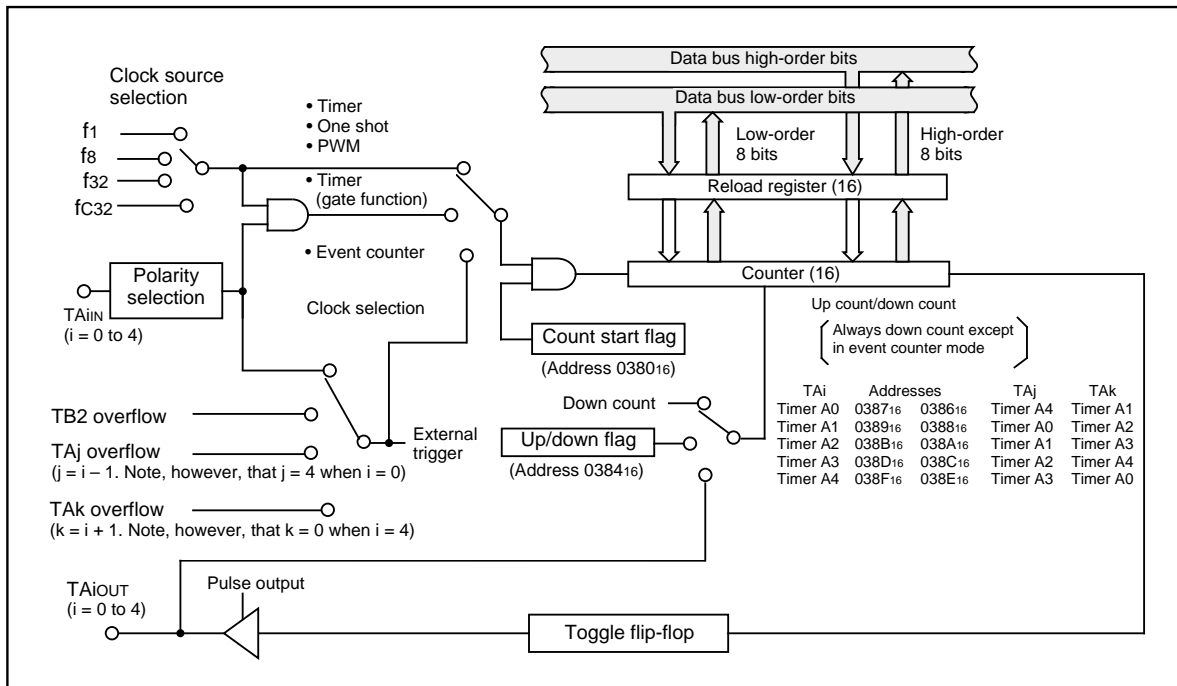 Data bus high-order bits
Data bus low-order bits
Clock source
selection
f1
f8
f32
fC32
• Timer
• One shot
• PWM
• Timer
(gate function)
• Event counter
Low-order
8 bits
High-order
8 bits
Reload register (16)
Counter (16)
Polarity
selection
TAiIN
(i = 0 to 4)
Clock selection
Up count/down count
Always down count except
in event counter mode
Count start flag
(Address 038016)
TB2 overflow
TAj overflow
(j = i – 1. Note, however, that j = 4 when i = 0)
TAk overflow
(k = i + 1. Note, however, that k = 0 when i = 4)
External
trigger
Down count
Up/down flag
(Address 038416)
TAi Addresses TAj TAk
Timer A0 038716 038616 Timer A4 Timer A1
Timer A1 038916 038816 Timer A0 Timer A2
Timer A2 038B16 038A16 Timer A1 Timer A3
Timer A3 038D16 038C16 Timer A2 Timer A4
Timer A4 038F16 038E16 Timer A3 Timer A0
TAiOUT
(i = 0 to 4)
Pulse output
Toggle flip-flop